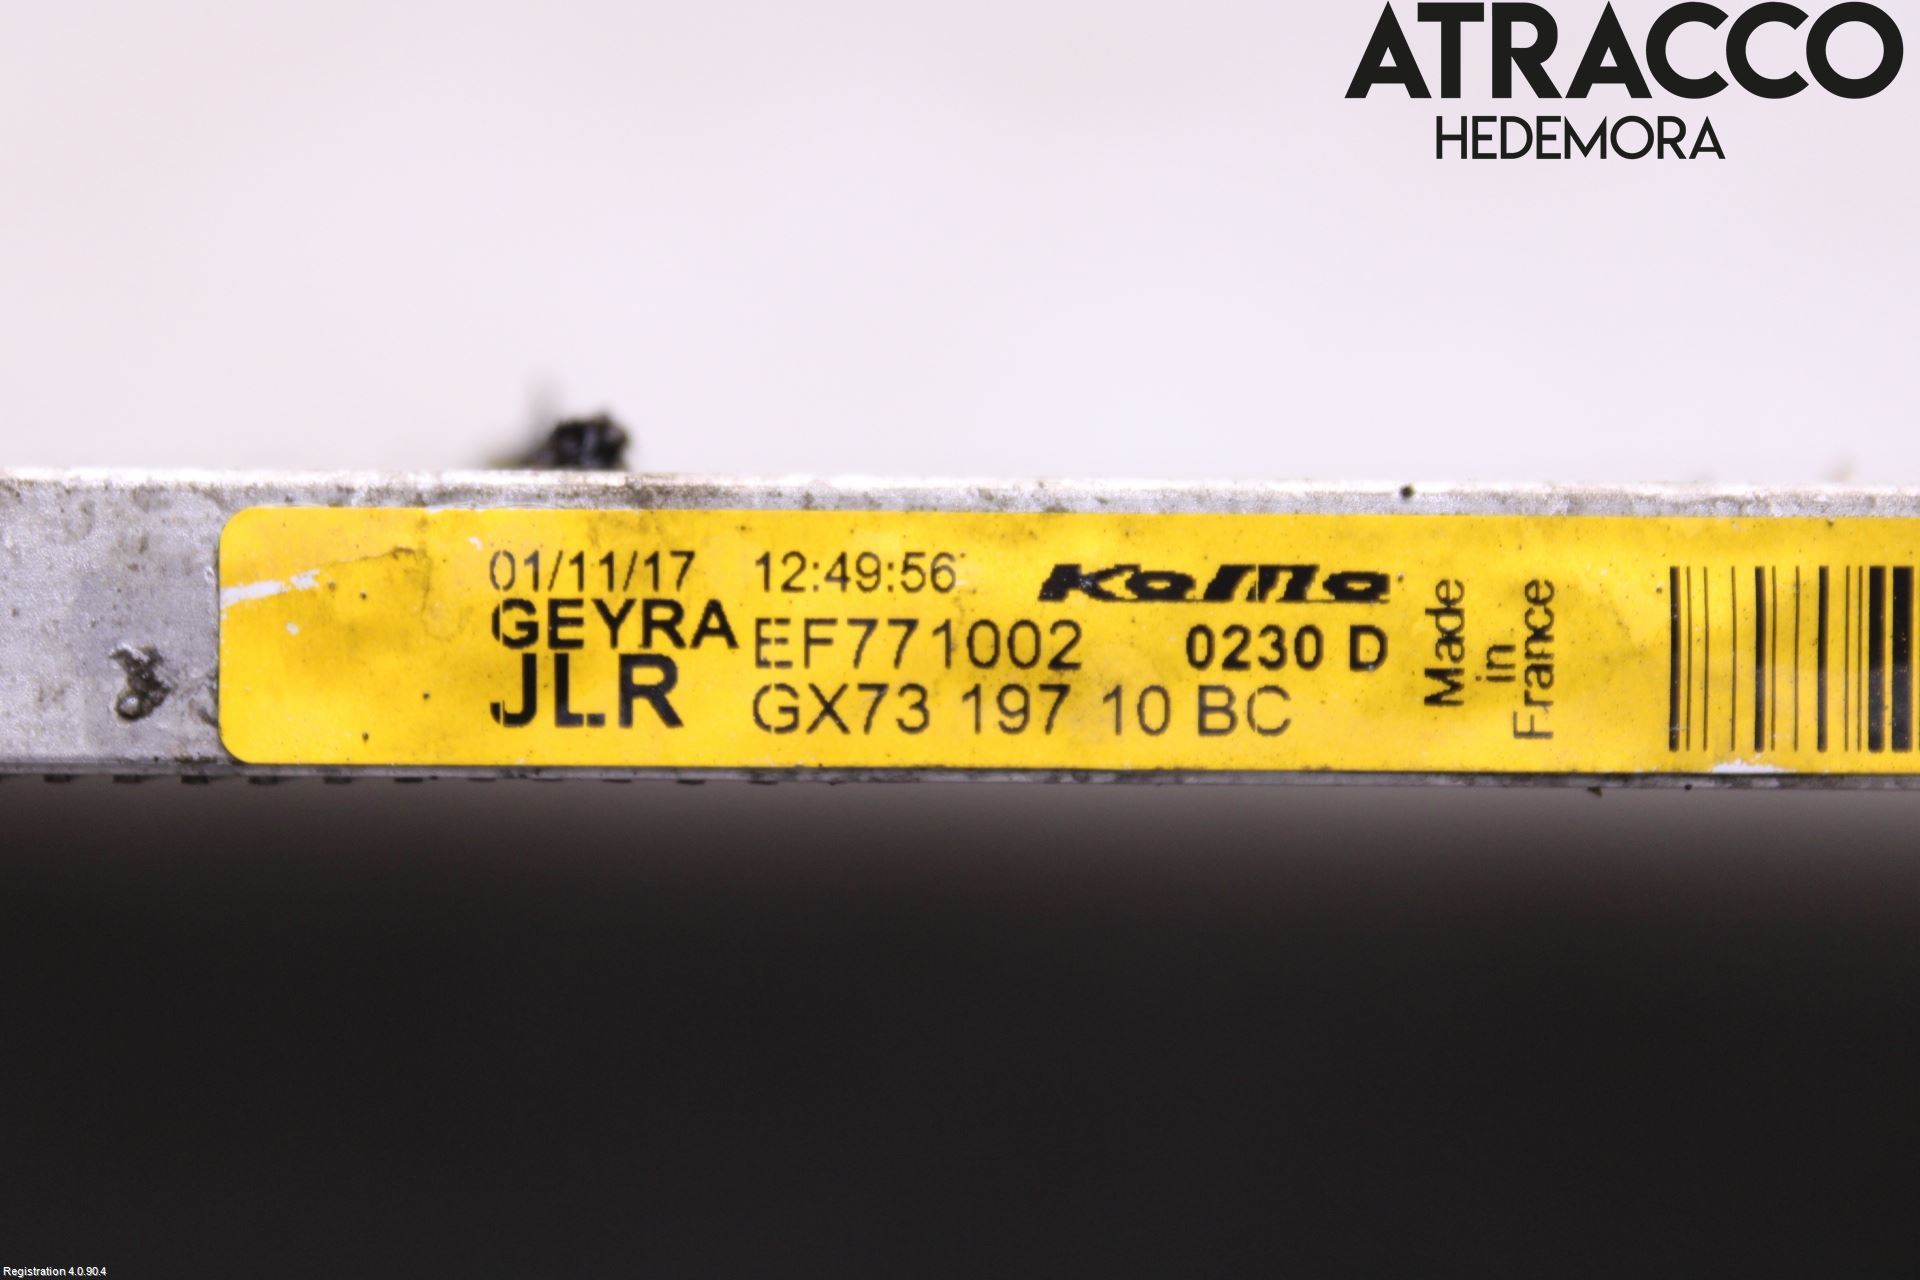 ATRACCO
HEDEMORA
01/11/17 12:49:56 KoMo
GEYRA EF771002 0230 D
JLR GX73 197 10 BC
Made
in
France
Registration 4.0.90.4